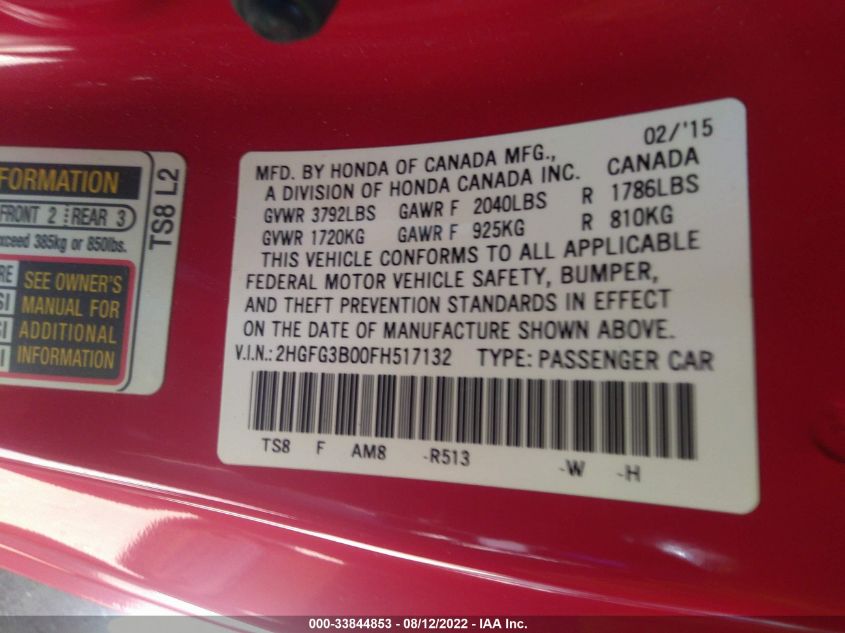 FORMATION
FRONT 2 REAR 3
exceed 385kg or 850lbs.
SEE OWNER'S
MANUAL FOR
ADDITIONAL
INFORMATION
TS8 L2
02/'15
MFD. BY HONDA OF CANADA MFG.,
A DIVISION OF HONDA CANADA INC. CANADA
GVWR 3792LBS GAWR F 2040LBS R 1786LBS
GVWR 1720KG GAWR F 925KG R 810KG
THIS VEHICLE CONFORMS TO ALL APPLICABLE
FEDERAL MOTOR VEHICLE SAFETY, BUMPER,
AND THEFT PREVENTION STANDARDS IN EFFECT
ON THE DATE OF MANUFACTURE SHOWN ABOVE.
V.I.N.: 2HGFG3B00FH517132 TYPE: PASSENGER CAR
TS8 F AM8 -R513 -W -H
000-33844853 - 08/12/2022 - IAA Inc.